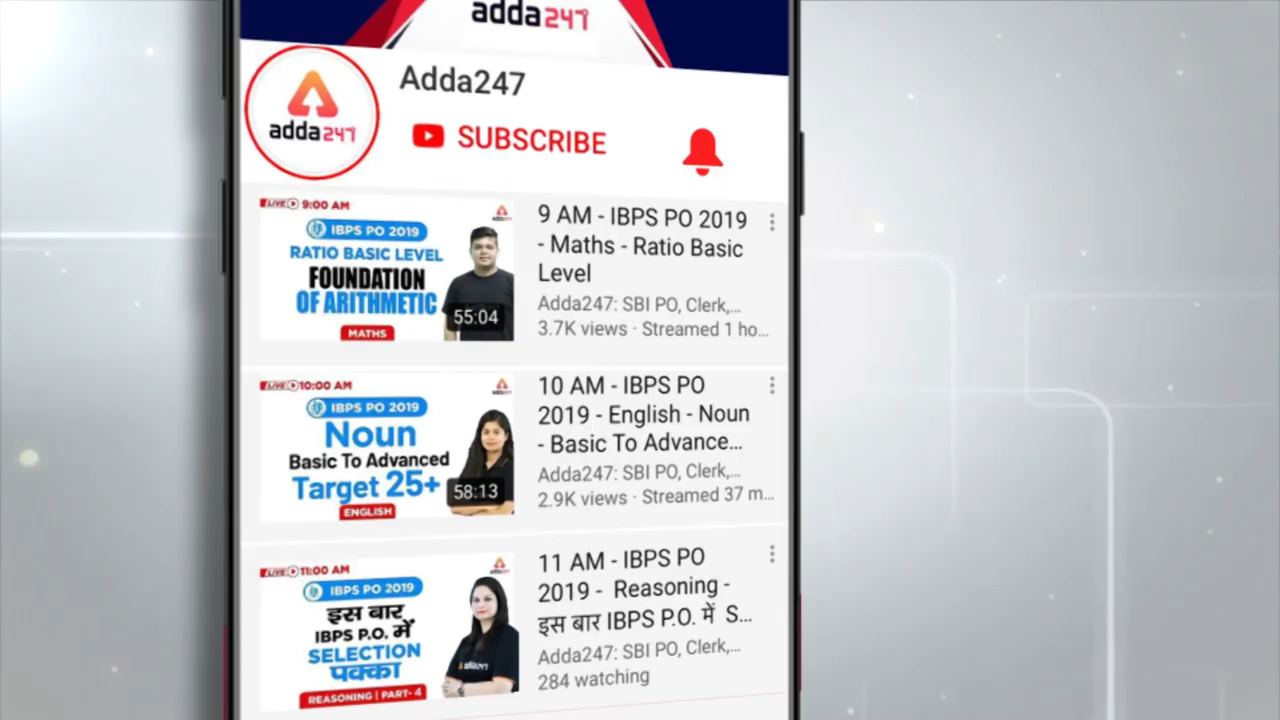 adda247
Adda247
adda247
SUBSCRIBE
LIVE 9:00 AM
IBPS PO 2019
RATIO BASIC LEVEL
FOUNDATION
OF ARITHMETIC
55:04
MATHS
9 AM - IBPS PO 2019
- Maths - Ratio Basic
Level
Adda247: SBI PO, Clerk,...
3.7K views · Streamed 1 ho...
LIVE 10:00 AM
IBPS PO 2019
Noun
Basic To Advanced
Target 25+
58:13
ENGLISH
10 AM - IBPS PO
2019 - English - Noun
- Basic To Advance...
Adda247: SBI PO, Clerk,...
2.9K views · Streamed 37 m...
LIVE 11:00 AM
IBPS PO 2019
इस बार
IBPS P.O. में
SELECTION
पक्का
adda247
REASONING | PART- 4
11 AM - IBPS PO
2019 - Reasoning -
इस बार IBPS P.O. में S...
Adda247: SBI PO, Clerk,...
284 watching